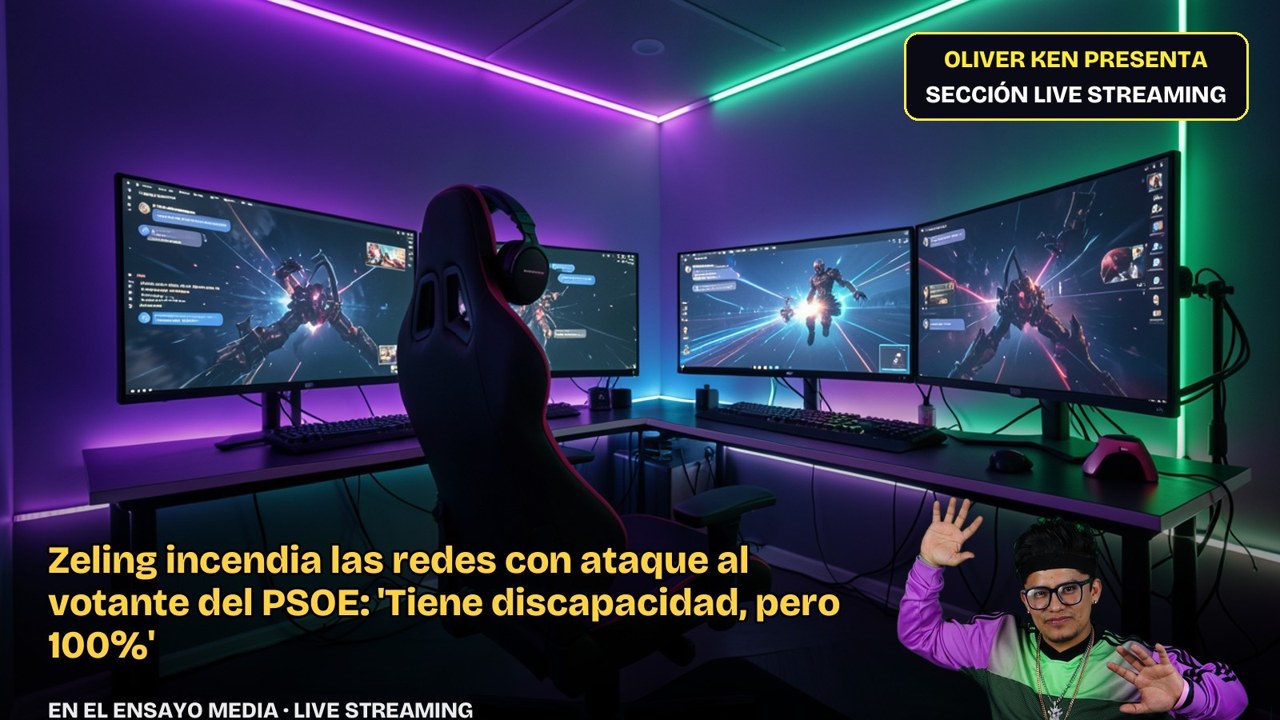 OLIVER KEN PRESENTA
SECCIÓN LIVE STREAMING
Zeling incendia las redes con ataque al
votante del PSOE: 'Tiene discapacidad, pero
100%'
EN EL ENSAYO MEDIA · LIVE STREAMING